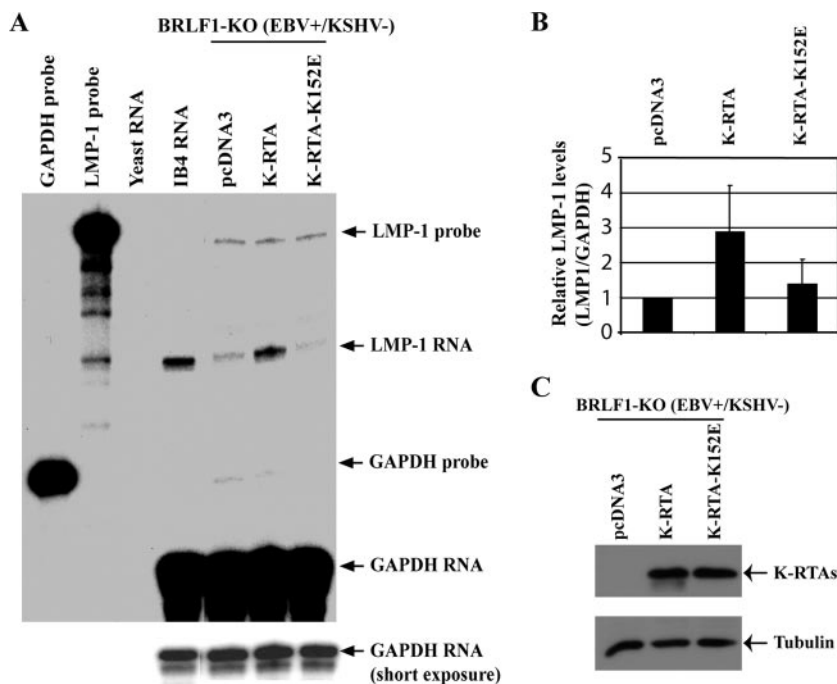 A
BRLF1-KO (EBV+/KSHV-)
GAPDH probe
LMP-1 probe
Yeast RNA
IB4 RNA
pcDNA3
K-RTA
K-RTA-K152E
LMP-1 probe
LMP-1 RNA
GAPDH probe
GAPDH RNA
GAPDH RNA
(short exposure)
B
pcDNA3
K-RTA
K-RTA-K152E
Relative LMP-1 levels
(LMP1/GAPDH)
5
4
3
2
1
0
C
BRLF1-KO (EBV+/KSHV-)
pcDNA3
K-RTA
K-RTA-K152E
K-RTAs
Tubulin